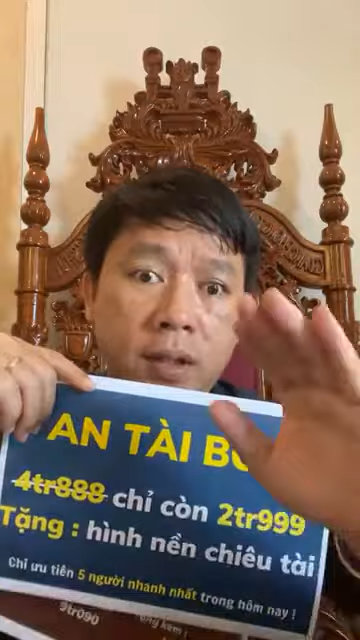 AN TÀI
4tr888 chỉ còn 2tr999
Tặng : hình nền chiêu tài
Chỉ ưu tiên 5 người nhanh nhất trong hôm nay !